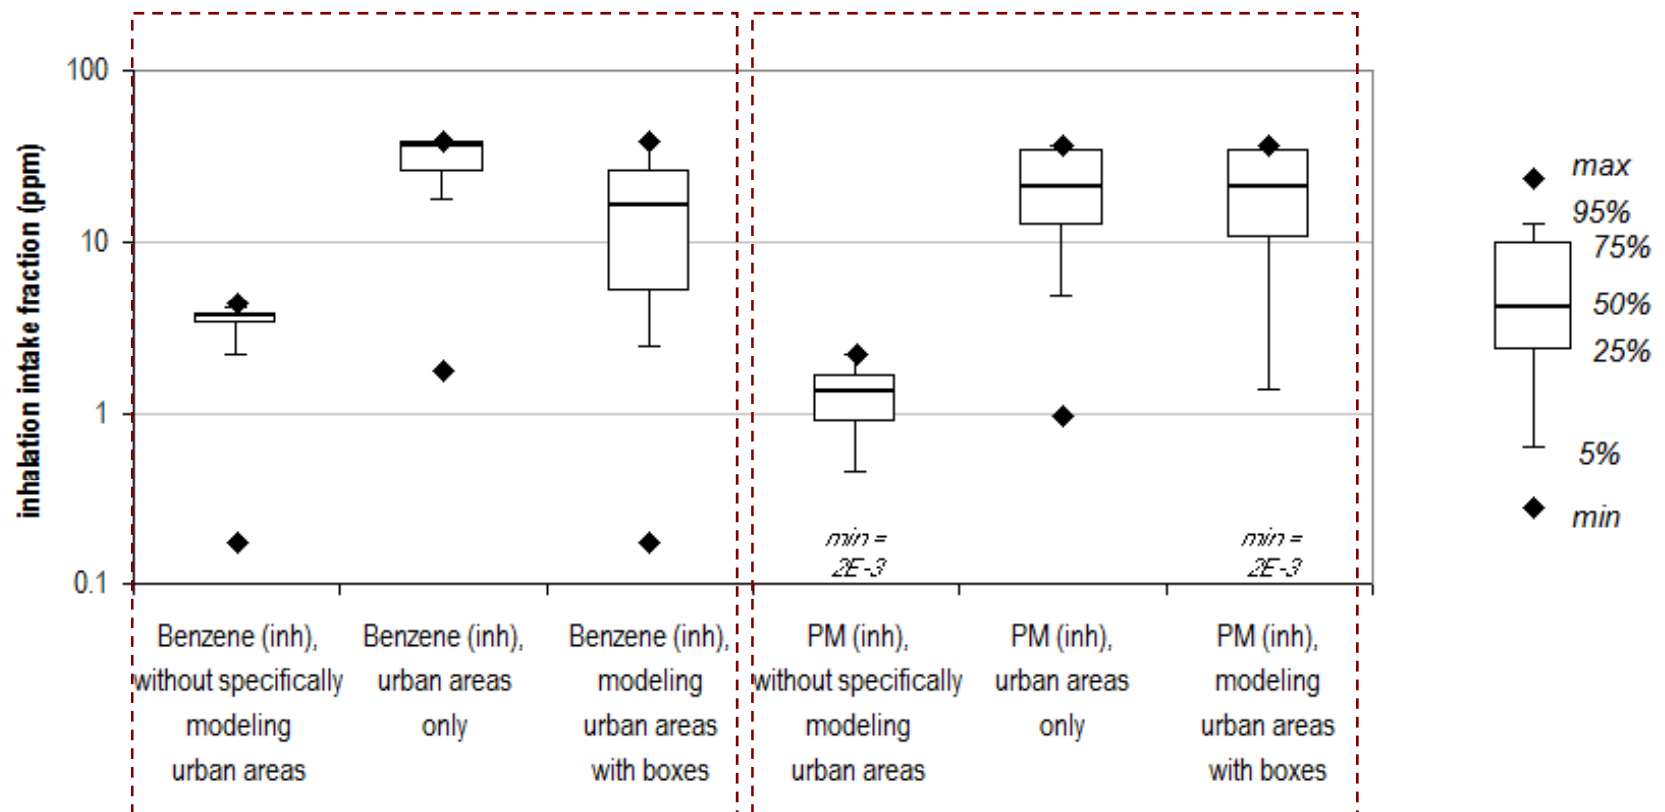 inhalation intake fraction (ppm)
100
10
1
0.1
min =
2E-3
min =
2E-3
Benzene (inh),
without specifically
modeling
urban areas
Benzene (inh),
urban areas
only
Benzene (inh),
modeling
urban areas
with boxes
PM (inh),
without specifically
modeling
urban areas
PM (inh),
urban areas
only
PM (inh),
modeling
urban areas
with boxes
max
95%
75%
50%
25%
5%
min